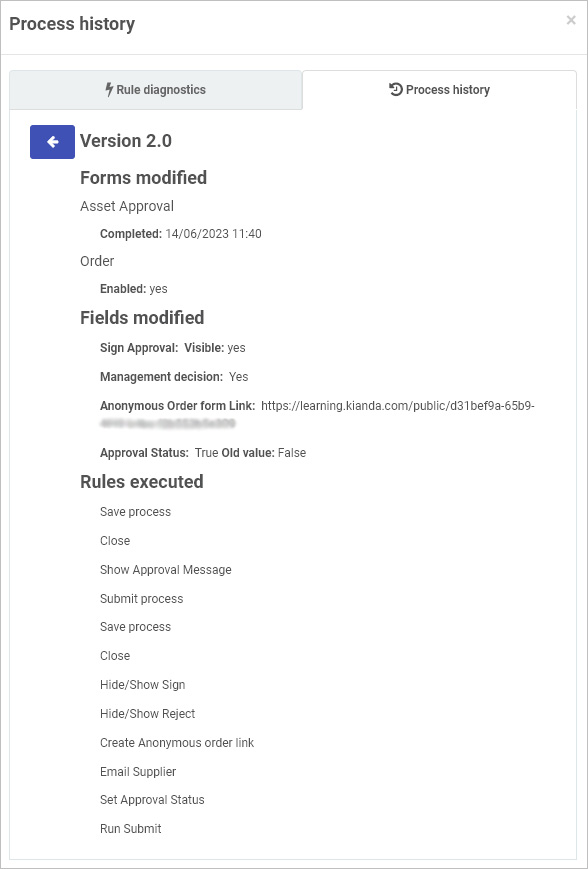 Process history
×
Rule diagnostics
Process history
Version 2.0
Forms modified
Asset Approval
Completed: 14/06/2023 11:40
Order
Enabled: yes
Fields modified
Sign Approval: Visible: yes
Management decision: Yes
Anonymous Order form Link: https://learning.kianda.com/public/d31bef9a-65b9-
Approval Status: True Old value: False
Rules executed
Save process
Close
Show Approval Message
Submit process
Save process
Close
Hide/Show Sign
Hide/Show Reject
Create Anonymous order link
Email Supplier
Set Approval Status
Run Submit